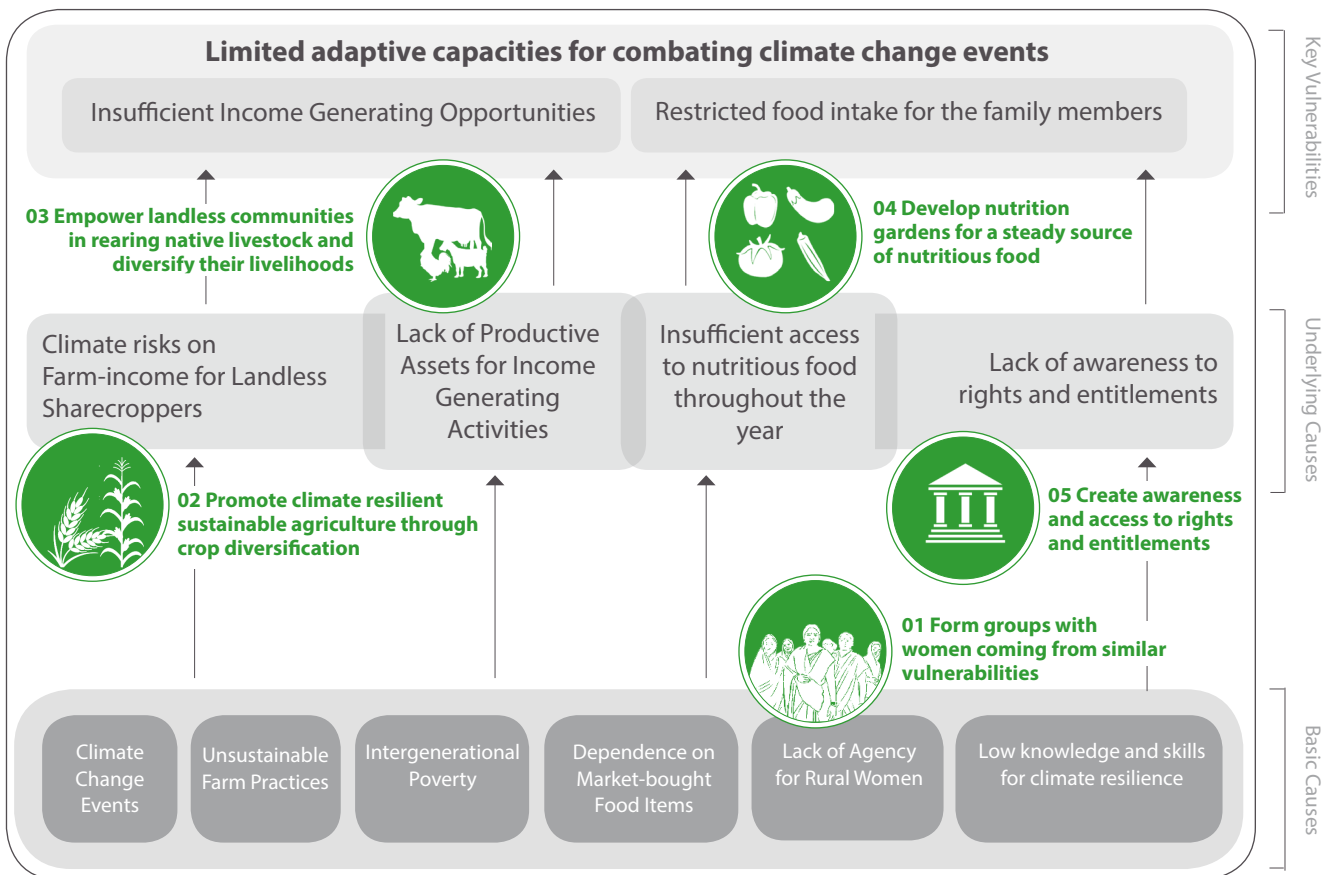 Limited adaptive capacities for combating climate change events
Insufficient Income Generating Opportunities
Restricted food intake for the family members
Key Vulnerabilities
03 Empower landless communities
in rearing native livestock and
diversify their livelihoods
04 Develop nutrition
gardens for a steady source
of nutritious food
Climate risks on
Farm-income for Landless
Sharecroppers
Lack of Productive
Assets for Income
Generating
Activities
Insufficient access
to nutritious food
throughout the
year
Lack of awareness to
rights and entitlements
Underlying Causes
02 Promote climate resilient
sustainable agriculture through
crop diversification
05 Create awareness
and access to rights
and entitlements
01 Form groups with
women coming from similar
vulnerabilities
Climate
Change
Events
Unsustainable
Farm Practices
Intergenerational
Poverty
Dependence on
Market-bought
Food Items
Lack of Agency
for Rural Women
Low knowledge and skills
for climate resilience
Basic Causes